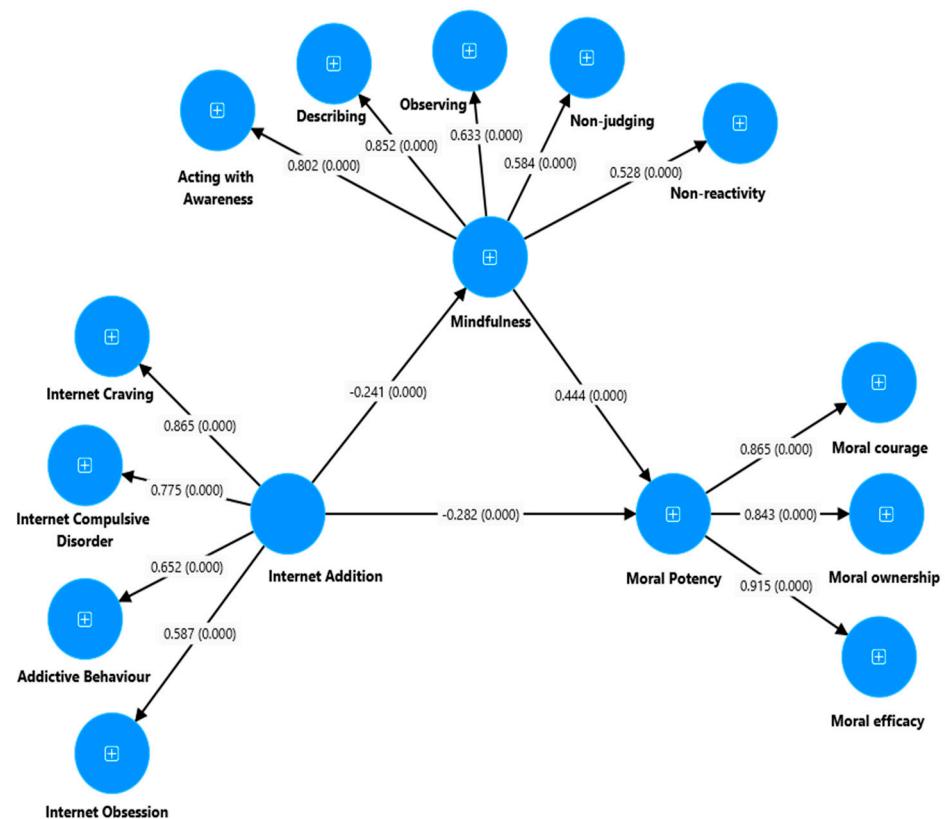 Describing
Observing
Non-judging
Acting with
Awareness
Non-reactivity
0.802 (0.000)
0.852 (0.000)
0.633 (0.000)
0.584 (0.000)
0.528 (0.000)
Mindfulness
Internet Craving
0.865 (0.000)
-0.241 (0.000)
0.444 (0.000)
0.865 (0.000)
Moral courage
0.775 (0.000)
Internet Compulsive
Disorder
-0.282 (0.000)
0.843 (0.000)
Internet Addition
Moral Potency
Moral ownership
0.652 (0.000)
0.915 (0.000)
0.587 (0.000)
Addictive Behaviour
Moral efficacy
Internet Obsession